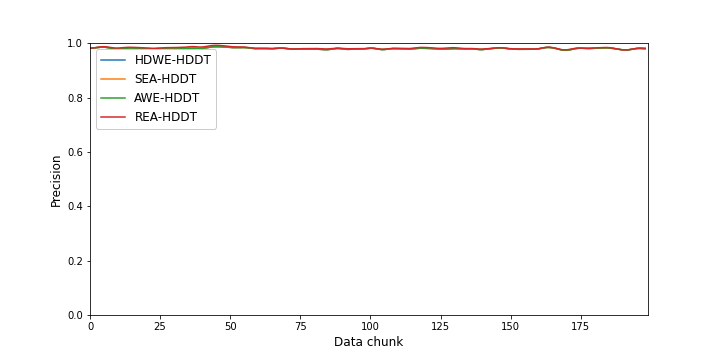 1.0
0.8
0.6
0.4
0.2
0.0
Precision
HDWE-HDDT
SEA-HDDT
AWE-HDDT
REA-HDDT
0 25 50 75 100 125 150 175
Data chunk